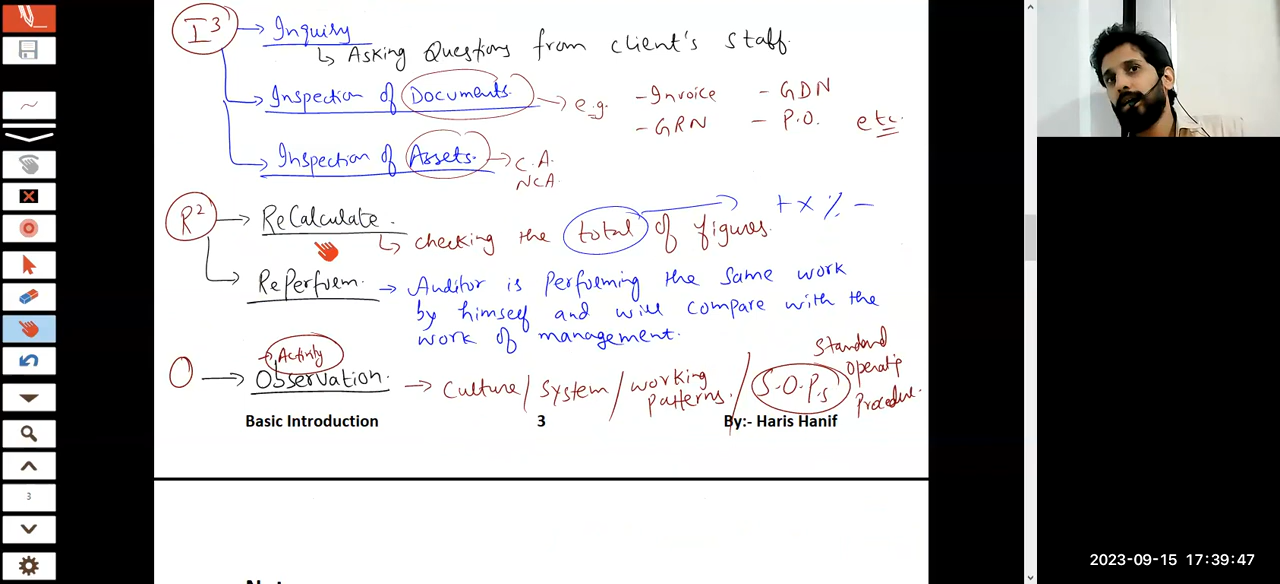 I³ → Inquiry
↳ Asking Questions from client's staff.
→ Inspection of Documents. → e.g. - Invoice - GDN
- GRN - P.O. etc.
→ Inspection of Assets. → C.A.
NCA.
R² → ReCalculate. + x % -
↳ checking the total of figures.
→ RePerform. → Auditor is performing the same work
by himself and will compare with the
work of management.
→ Activity
O → Observation. → Culture / System / working patterns. / S.O.P.s
Standard
Operatig
Procedure.
Basic Introduction 3 By:- Haris Hanif
3
2023-09-15 17:39:47